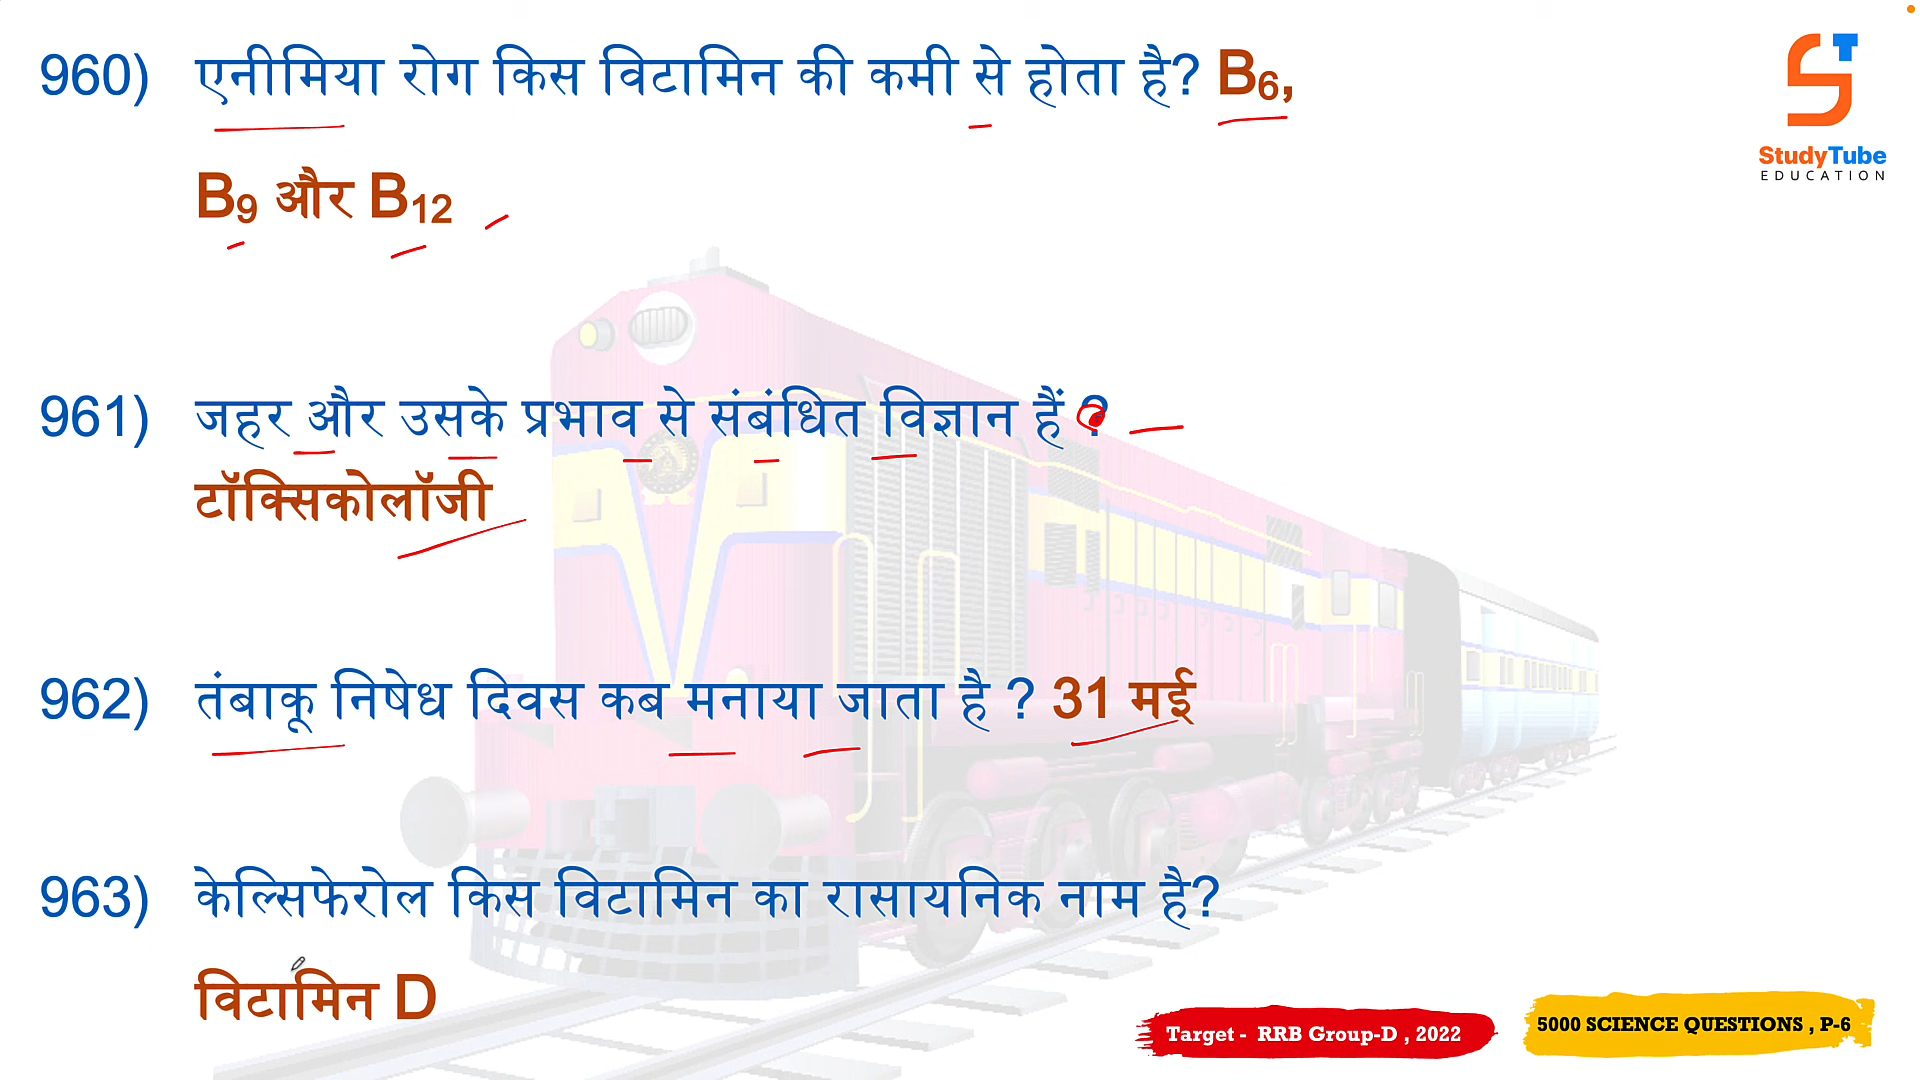 960) एनीमिया रोग किस विटामिन की कमी से होता है? B₆,
B₉ और B₁₂
StudyTube
EDUCATION
961) जहर और उसके प्रभाव से संबंधित विज्ञान हैं ?
टॉक्सिकोलॉजी
962) तंबाकू निषेध दिवस कब मनाया जाता है ? 31 मई
963) केल्सिफेरोल किस विटामिन का रासायनिक नाम है?
विटामिन D
Target - RRB Group-D , 2022
5000 SCIENCE QUESTIONS , P-6